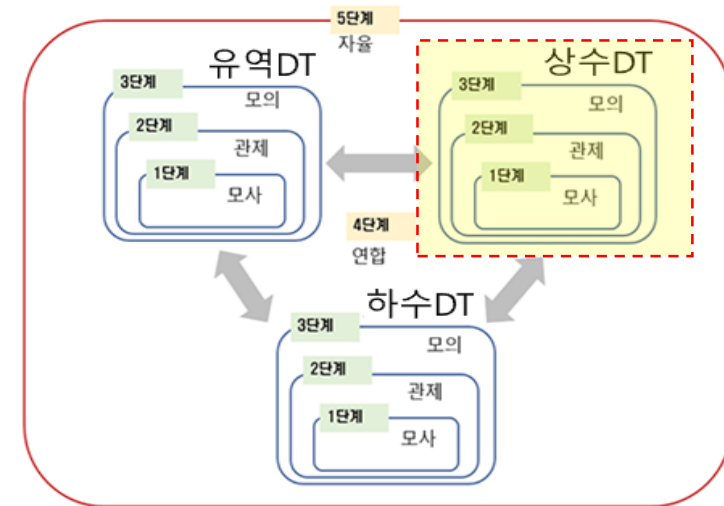 5단계
자율
유역DT
3단계
모의
2단계
관제
1단계
모사
상수DT
3단계
모의
2단계
관제
1단계
모사
4단계
연합
하수DT
3단계
모의
2단계
관제
1단계
모사